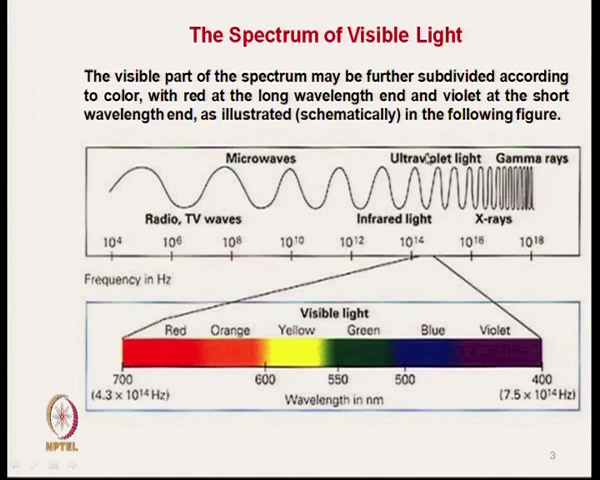 The Spectrum of Visible Light
The visible part of the spectrum may be further subdivided according
to color, with red at the long wavelength end and violet at the short
wavelength end, as illustrated (schematically) in the following figure.
Microwaves Ultraviolet light Gamma rays
Radio, TV waves Infrared light X-rays
10⁴ 10⁶ 10⁸ 10¹⁰ 10¹² 10¹⁴ 10¹⁶ 10¹⁸
Frequency in Hz
Visible light
Red Orange Yellow Green Blue Violet
700 600 550 500 400
(4.3 x 10¹⁴ Hz) Wavelength in nm (7.5 x 10¹⁴ Hz)
NPTEL
3